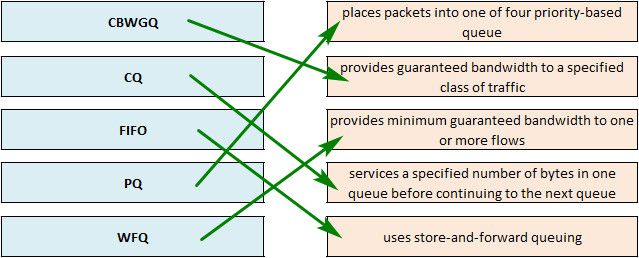 CBWGQ
places packets into one of four priority-based
queue
CQ
provides guaranteed bandwidth to a specified
class of traffic
FIFO
provides minimum guaranteed bandwidth to one
or more flows
PQ
services a specified number of bytes in one
queue before continuing to the next queue
WFQ
uses store-and-forward queuing